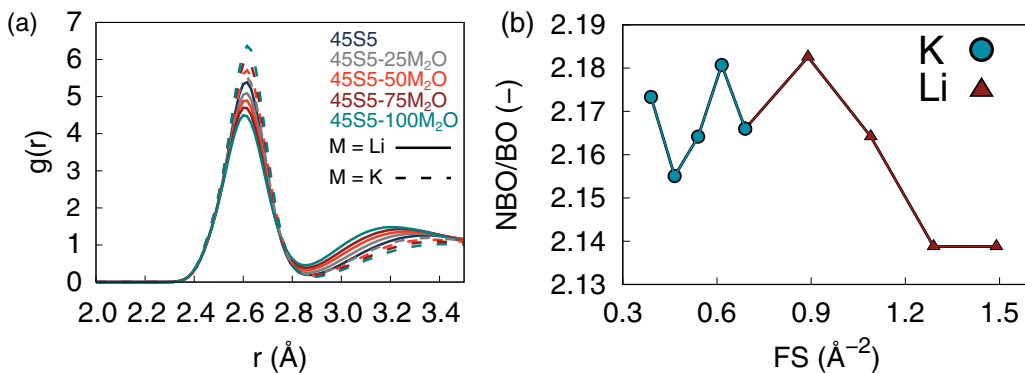 (a)
7
6
5
4
3
2
1
0
g(r)
45S5
45S5-25M₂O
45S5-50M₂O
45S5-75M₂O
45S5-100M₂O
M = Li
M = K
2.0 2.2 2.4 2.6 2.8 3.0 3.2 3.4
r (Å)
(b)
2.19
2.18
2.17
2.16
2.15
2.14
2.13
NBO/BO (–)
K
Li
0.3 0.6 0.9 1.2 1.5
FS (Å⁻²)